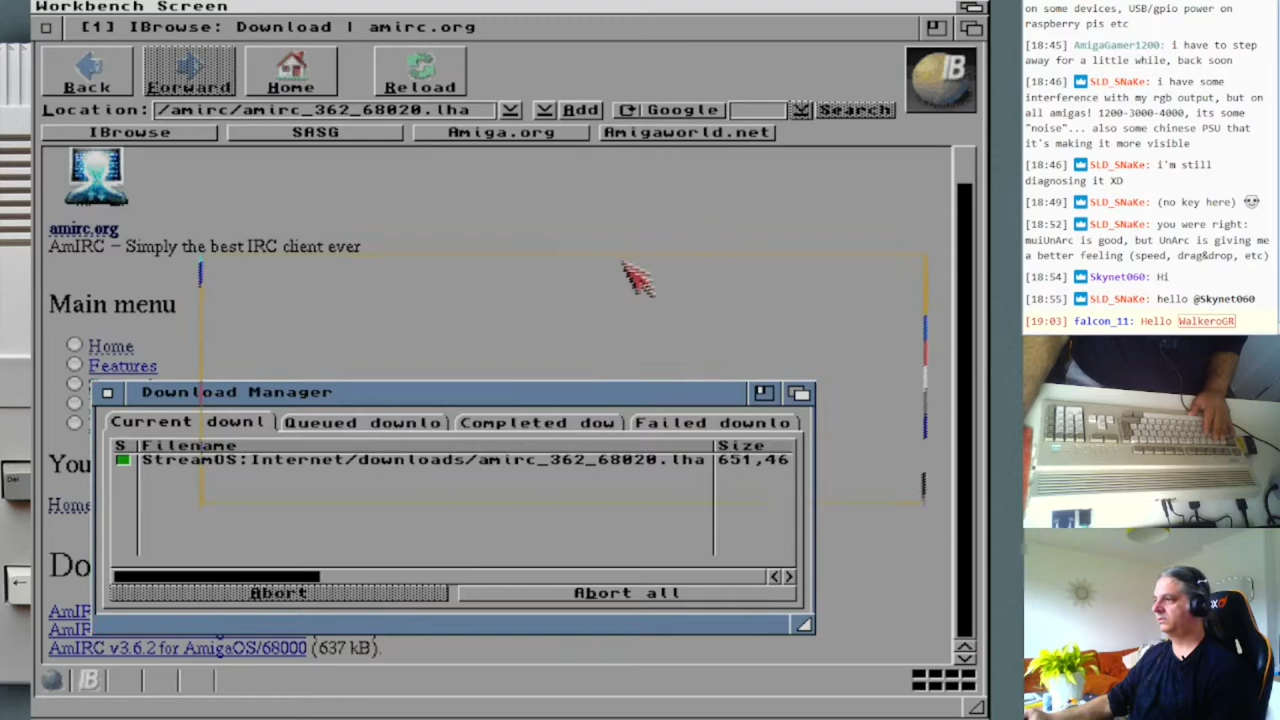 Workbench Screen
[1] IBrowse: Download | amirc.org
Back
Forward
Home
Reload
IB
Location:
/amirc/amirc_362_68020.lha
Add
Google
Search
IBrowse
SASG
Amiga.org
Amigaworld.net
amirc.org
AmIRC – Simply the best IRC client ever
Main menu
Home
Features
You
Home
Do
AmIR
AmIR
AmIRC v3.6.2 for AmigaOS/68000 (637 kB).
Download Manager
Current downl
Queued downlo
Completed dow
Failed downlo
S
Filename
Size
StreamOS:Internet/downloads/amirc_362_68020.lha
651,46
Abort
Abort all
IB
Del
on some devices, USB/gpio power on
raspberry pis etc
[18:45] AmigaGamer1200: i have to step
away for a little while, back soon
[18:46] SLD_SNaKe: i have some
interference with my rgb output, but on
all amigas! 1200-3000-4000, its some
"noise"... also some chinese PSU that
it's making it more visible
[18:46] SLD_SNaKe: i'm still
diagnosing it XD
[18:49] SLD_SNaKe: (no key here)
[18:52] SLD_SNaKe: you were right:
muiUnArc is good, but UnArc is giving me
a better feeling (speed, drag&drop, etc)
[18:54] Skynet060: Hi
[18:55] SLD_SNaKe: hello @Skynet060
[19:03] falcon_11: Hello WalkeroGR